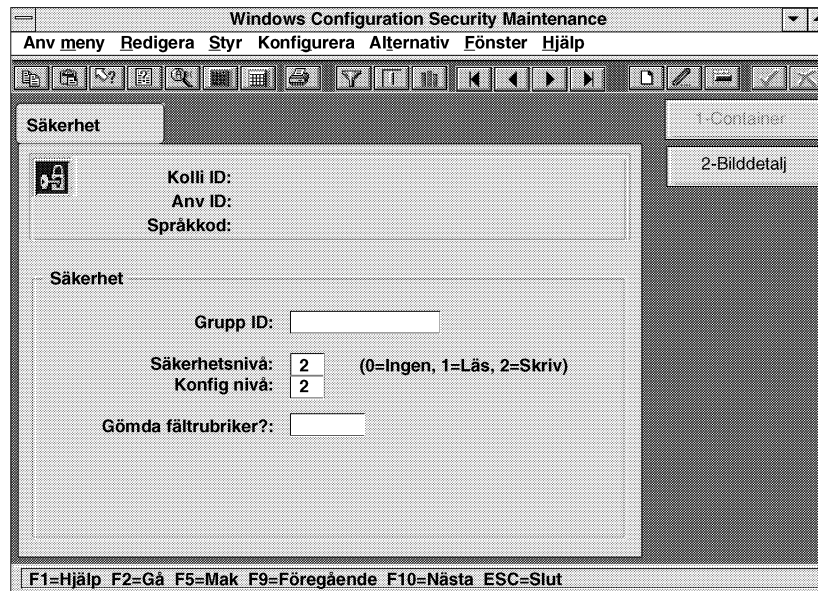 Windows Configuration Security Maintenance
Anv meny Redigera Styr Konfigurera Alternativ Fönster Hjälp
Säkerhet
1-Container
2-Bilddetalj
Kolli ID:
Anv ID:
Språkkod:
Säkerhet
Grupp ID:
Säkerhetsnivå: 2 (0=Ingen, 1=Läs, 2=Skriv)
Konfig nivå: 2
Gömda fältrubriker?:
F1=Hjälp F2=Gå F5=Mak F9=Föregående F10=Nästa ESC=Slut